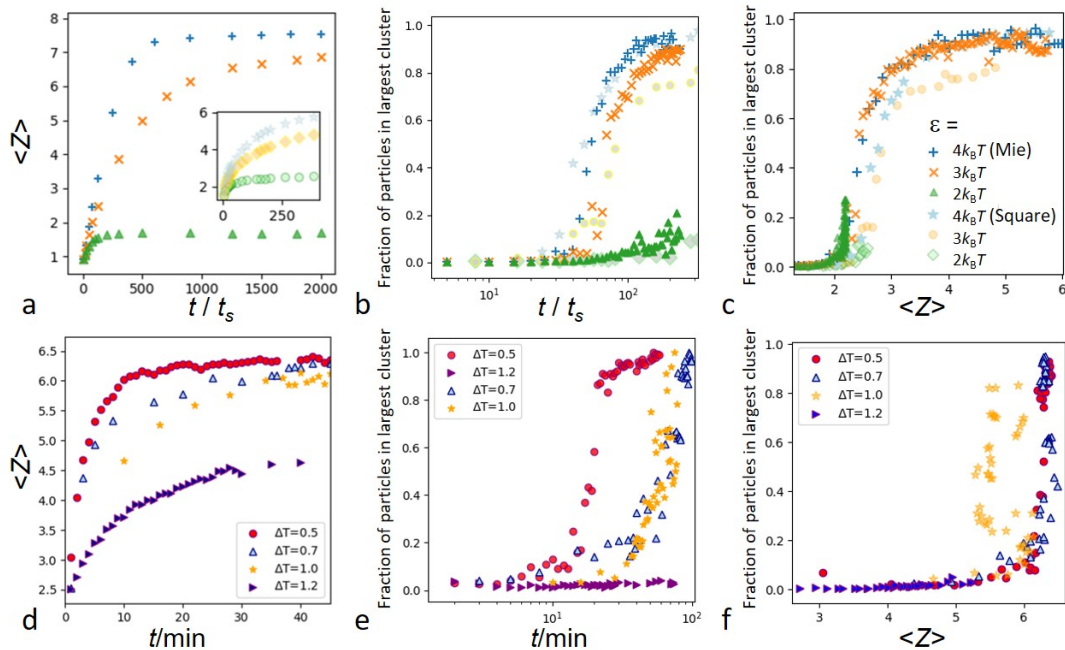 8
7
6
5
4
3
2
1
<Z>
0
500
1000
1500
2000
6
4
2
0
250
a
t / ts
1.0
0.8
0.6
0.4
0.2
0.0
Fraction of particles in largest cluster
10¹
10²
b
t / ts
1.0
0.8
0.6
0.4
0.2
0.0
Fraction of particles in largest cluster
ε =
4kBT (Mie)
3kBT
2kBT
4kBT (Square)
3kBT
2kBT
2
3
4
5
6
c
<Z>
6.5
6.0
5.5
5.0
4.5
4.0
3.5
3.0
2.5
<Z>
ΔT=0.5
ΔT=0.7
ΔT=1.0
ΔT=1.2
0
10
20
30
40
d
t/min
1.0
0.8
0.6
0.4
0.2
0.0
Fraction of particles in largest cluster
ΔT=0.5
ΔT=1.2
ΔT=0.7
ΔT=1.0
10¹
10²
e
t/min
1.0
0.8
0.6
0.4
0.2
0.0
Fraction of particles in largest cluster
ΔT=0.5
ΔT=0.7
ΔT=1.0
ΔT=1.2
3
4
5
6
f
<Z>